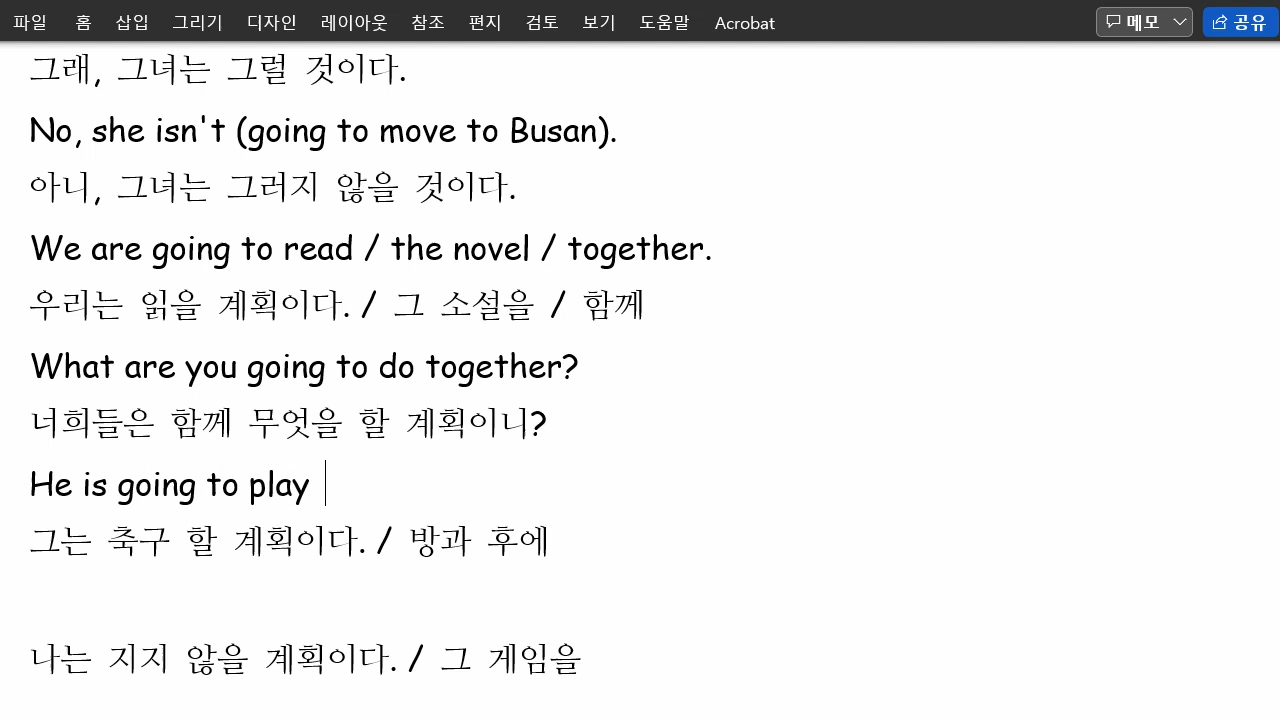 파일 홈 삽입 그리기 디자인 레이아웃 참조 편지 검토 보기 도움말 Acrobat 메모 공유
그래, 그녀는 그럴 것이다.
No, she isn't (going to move to Busan).
아니, 그녀는 그러지 않을 것이다.
We are going to read / the novel / together.
우리는 읽을 계획이다. / 그 소설을 / 함께
What are you going to do together?
너희들은 함께 무엇을 할 계획이니?
He is going to play
그는 축구 할 계획이다. / 방과 후에
나는 지지 않을 계획이다. / 그 게임을